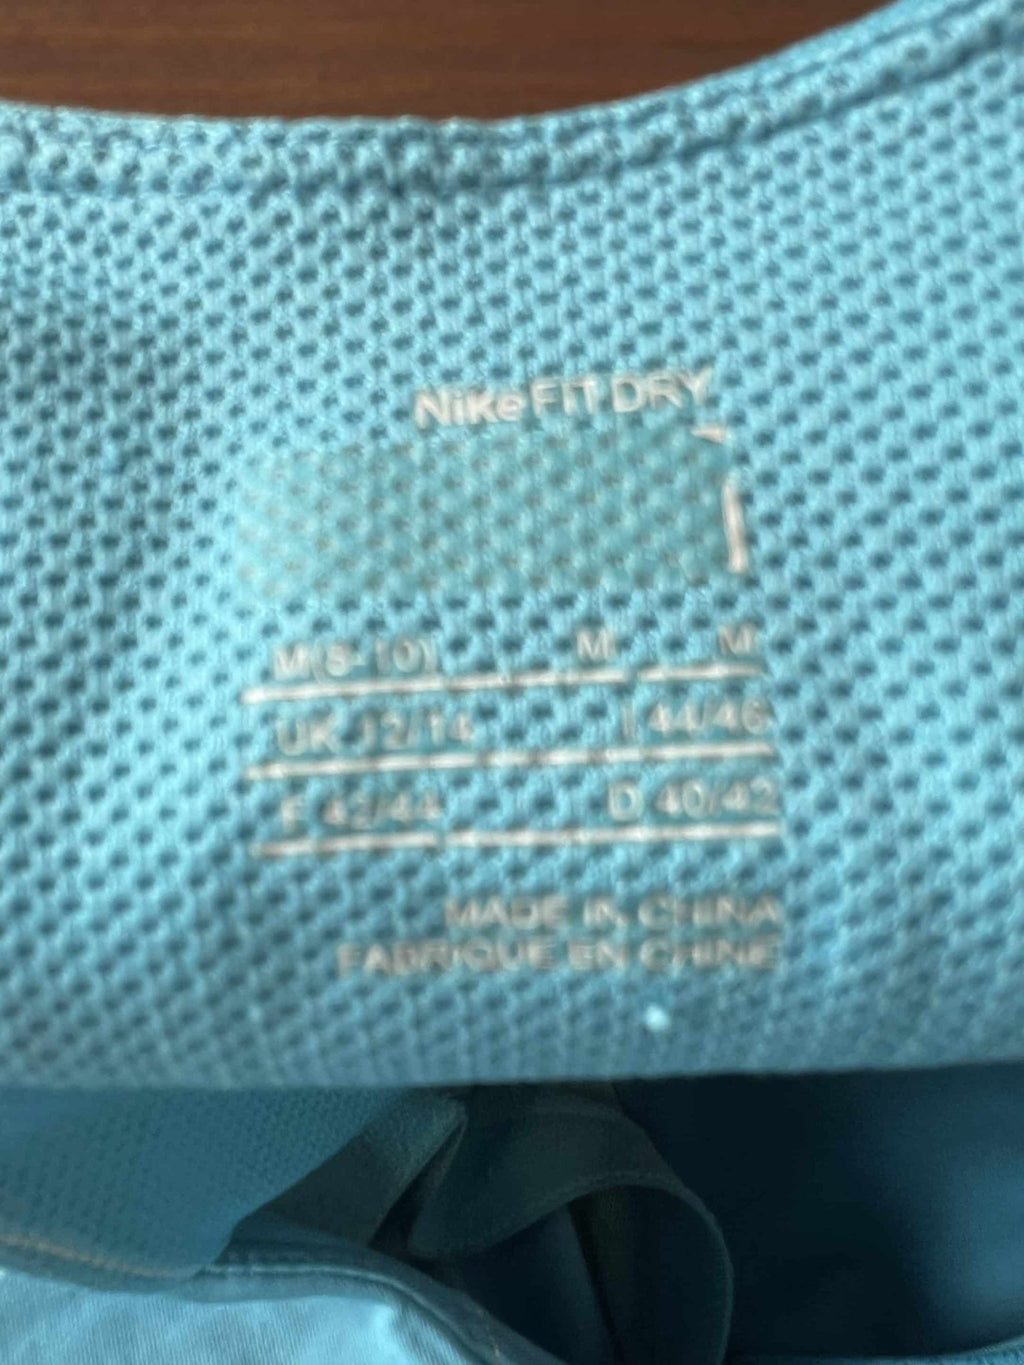 NiKe FIT DRY
M(8-10) M M
UK 12/14 I 44/46
F 42/44 D 40/42
MADE IN CHINA
FABRIQUE EN CHINE